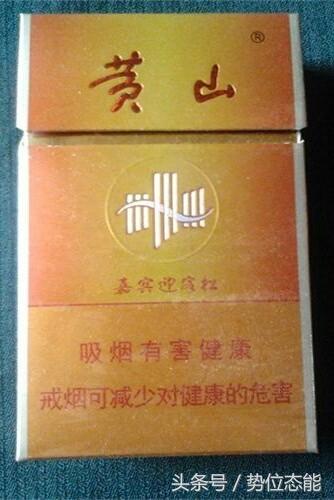 黄山®
嘉宾迎客松
吸烟有害健康
戒烟可减少对健康的危害
头条号／势位态能